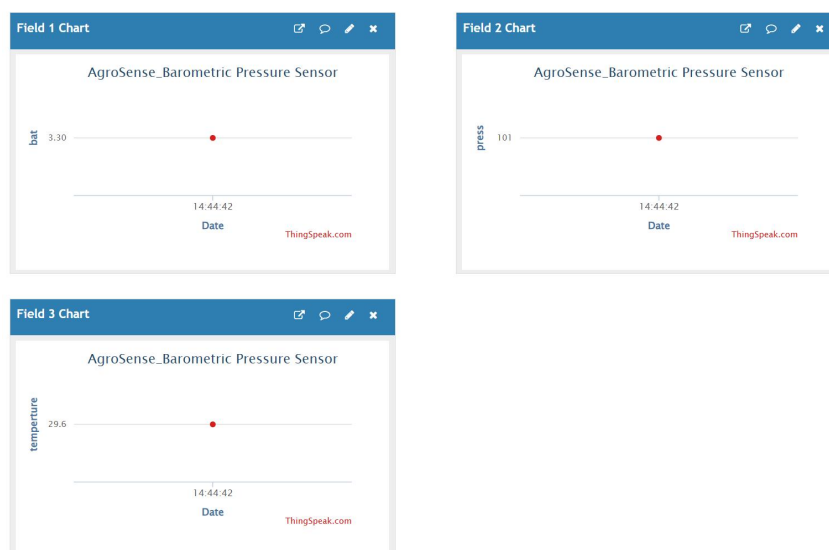 Field 1 Chart
AgroSense_Barometric Pressure Sensor
bat
3.30
14:44:42
Date
ThingSpeak.com
Field 2 Chart
AgroSense_Barometric Pressure Sensor
press
101
14:44:42
Date
ThingSpeak.com
Field 3 Chart
AgroSense_Barometric Pressure Sensor
temperture
29.6
14:44:42
Date
ThingSpeak.com